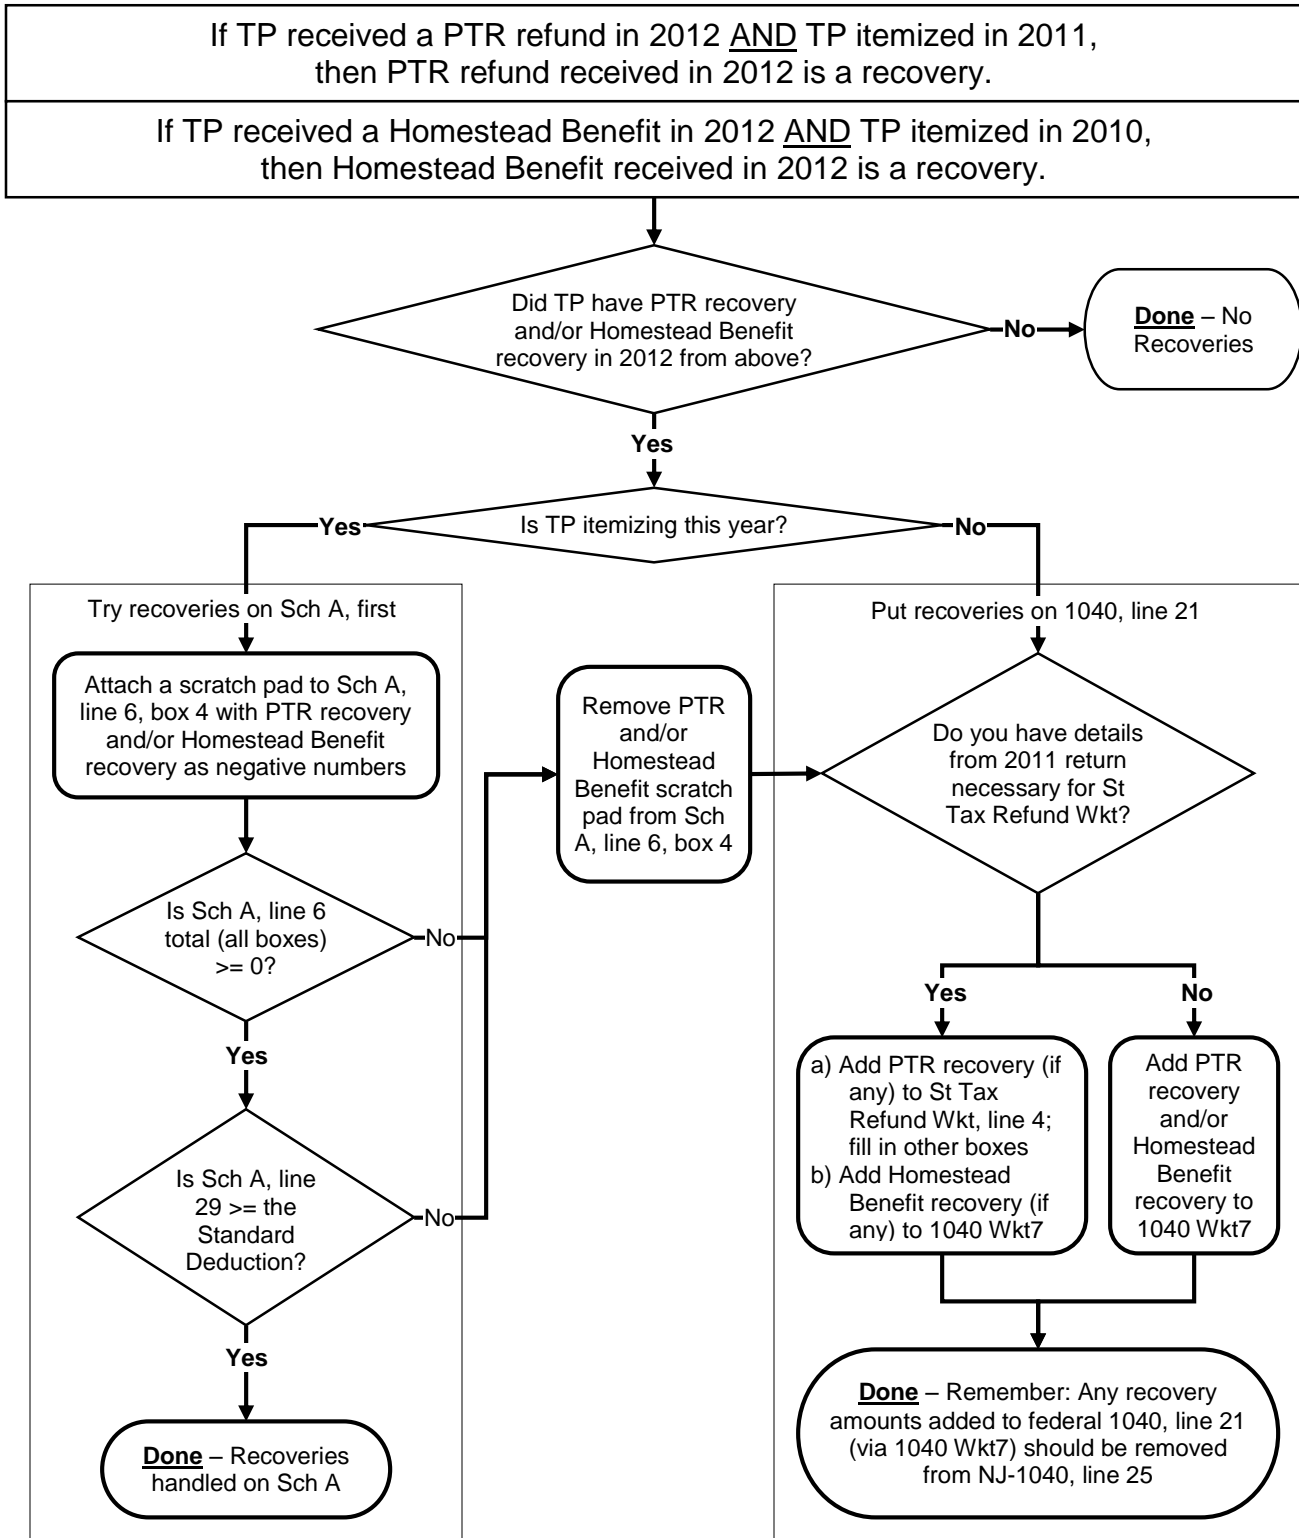 If TP received a PTR refund in 2012 AND TP itemized in 2011,
then PTR refund received in 2012 is a recovery.
If TP received a Homestead Benefit in 2012 AND TP itemized in 2010,
then Homestead Benefit received in 2012 is a recovery.
Did TP have PTR recovery
and/or Homestead Benefit
recovery in 2012 from above?
No
Done – No
Recoveries
Yes
Is TP itemizing this year?
Yes
No
Try recoveries on Sch A, first
Attach a scratch pad to Sch A,
line 6, box 4 with PTR recovery
and/or Homestead Benefit
recovery as negative numbers
Is Sch A, line 6
total (all boxes)
>= 0?
No
Yes
Is Sch A, line
29 >= the
Standard
Deduction?
No
Yes
Done – Recoveries
handled on Sch A
Remove PTR
and/or
Homestead
Benefit scratch
pad from Sch
A, line 6, box 4
Put recoveries on 1040, line 21
Do you have details
from 2011 return
necessary for St
Tax Refund Wkt?
Yes
No
a) Add PTR recovery (if
any) to St Tax
Refund Wkt, line 4;
fill in other boxes
b) Add Homestead
Benefit recovery (if
any) to 1040 Wkt7
Add PTR
recovery
and/or
Homestead
Benefit
recovery to
1040 Wkt7
Done – Remember: Any recovery
amounts added to federal 1040, line 21
(via 1040 Wkt7) should be removed
from NJ-1040, line 25